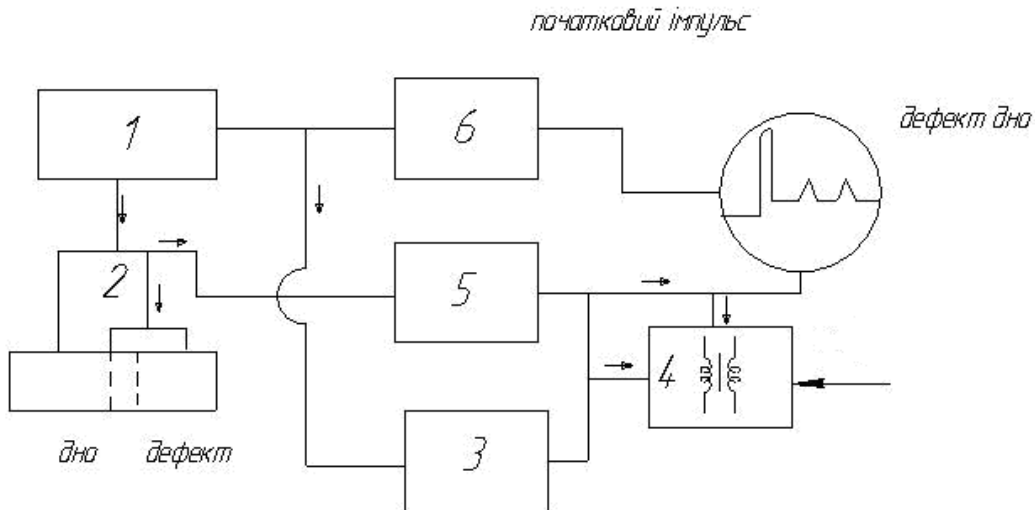 початковий імпульс
1
6
дефект дно
2
5
4
3
дно дефект